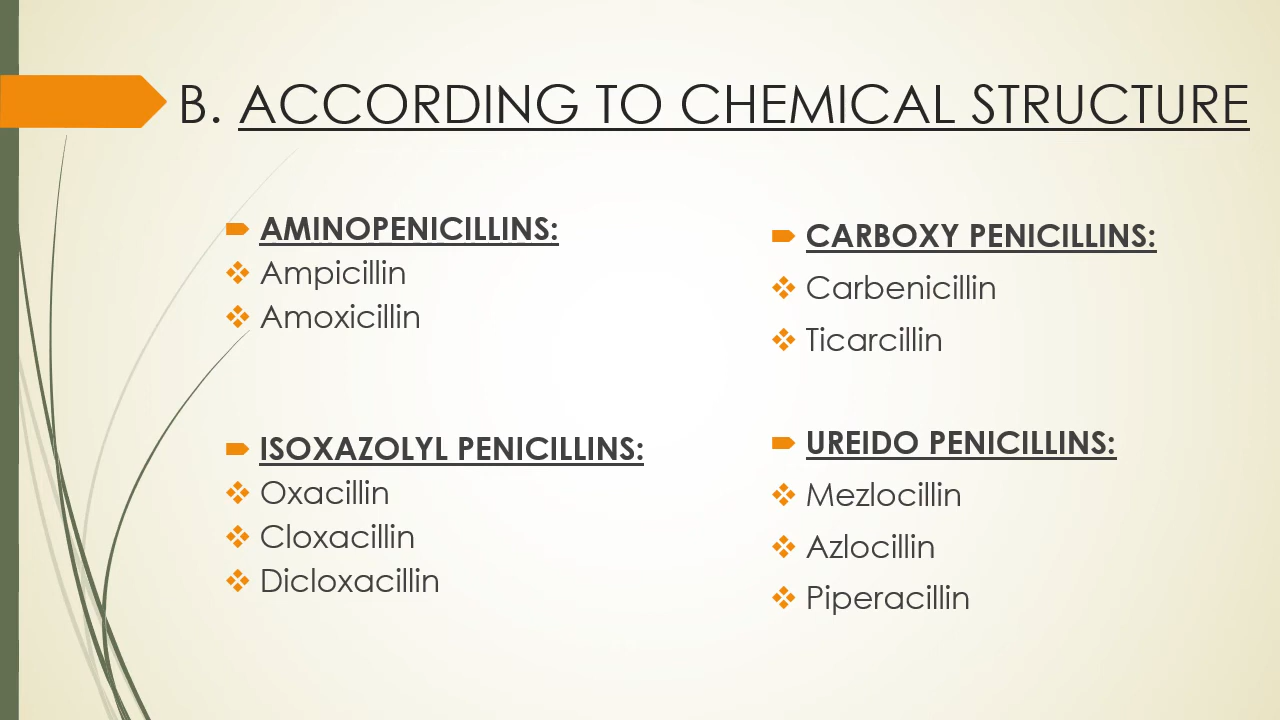 B. ACCORDING TO CHEMICAL STRUCTURE
AMINOPENICILLINS:
Ampicillin
Amoxicillin
ISOXAZOLYL PENICILLINS:
Oxacillin
Cloxacillin
Dicloxacillin
CARBOXY PENICILLINS:
Carbenicillin
Ticarcillin
UREIDO PENICILLINS:
Mezlocillin
Azlocillin
Piperacillin